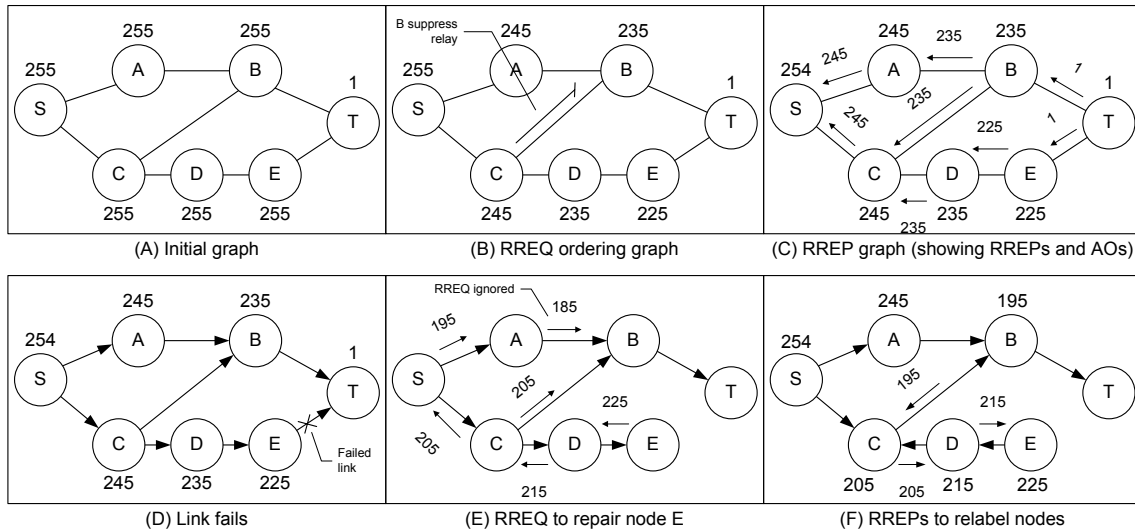 255
255
255
A
B
1
S
T
C
D
E
255
255
255
(A) Initial graph
B suppress
relay
245
235
255
A
B
1
S
T
C
D
E
245
235
225
(B) RREQ ordering graph
245
235
235
245
254
A
B
1
1
S
T
235
245
225
1
C
D
E
245
235
225
235
(C) RREP graph (showing RREPs and AOs)
245
235
254
A
B
1
S
T
C
D
E
Failed
link
245
235
225
(D) Link fails
RREQ ignored
185
195
A
B
S
T
205
225
205
C
D
E
215
(E) RREQ to repair node E
245
195
254
A
B
S
T
195
215
C
D
E
205
205
215
225
(F) RREPs to relabel nodes